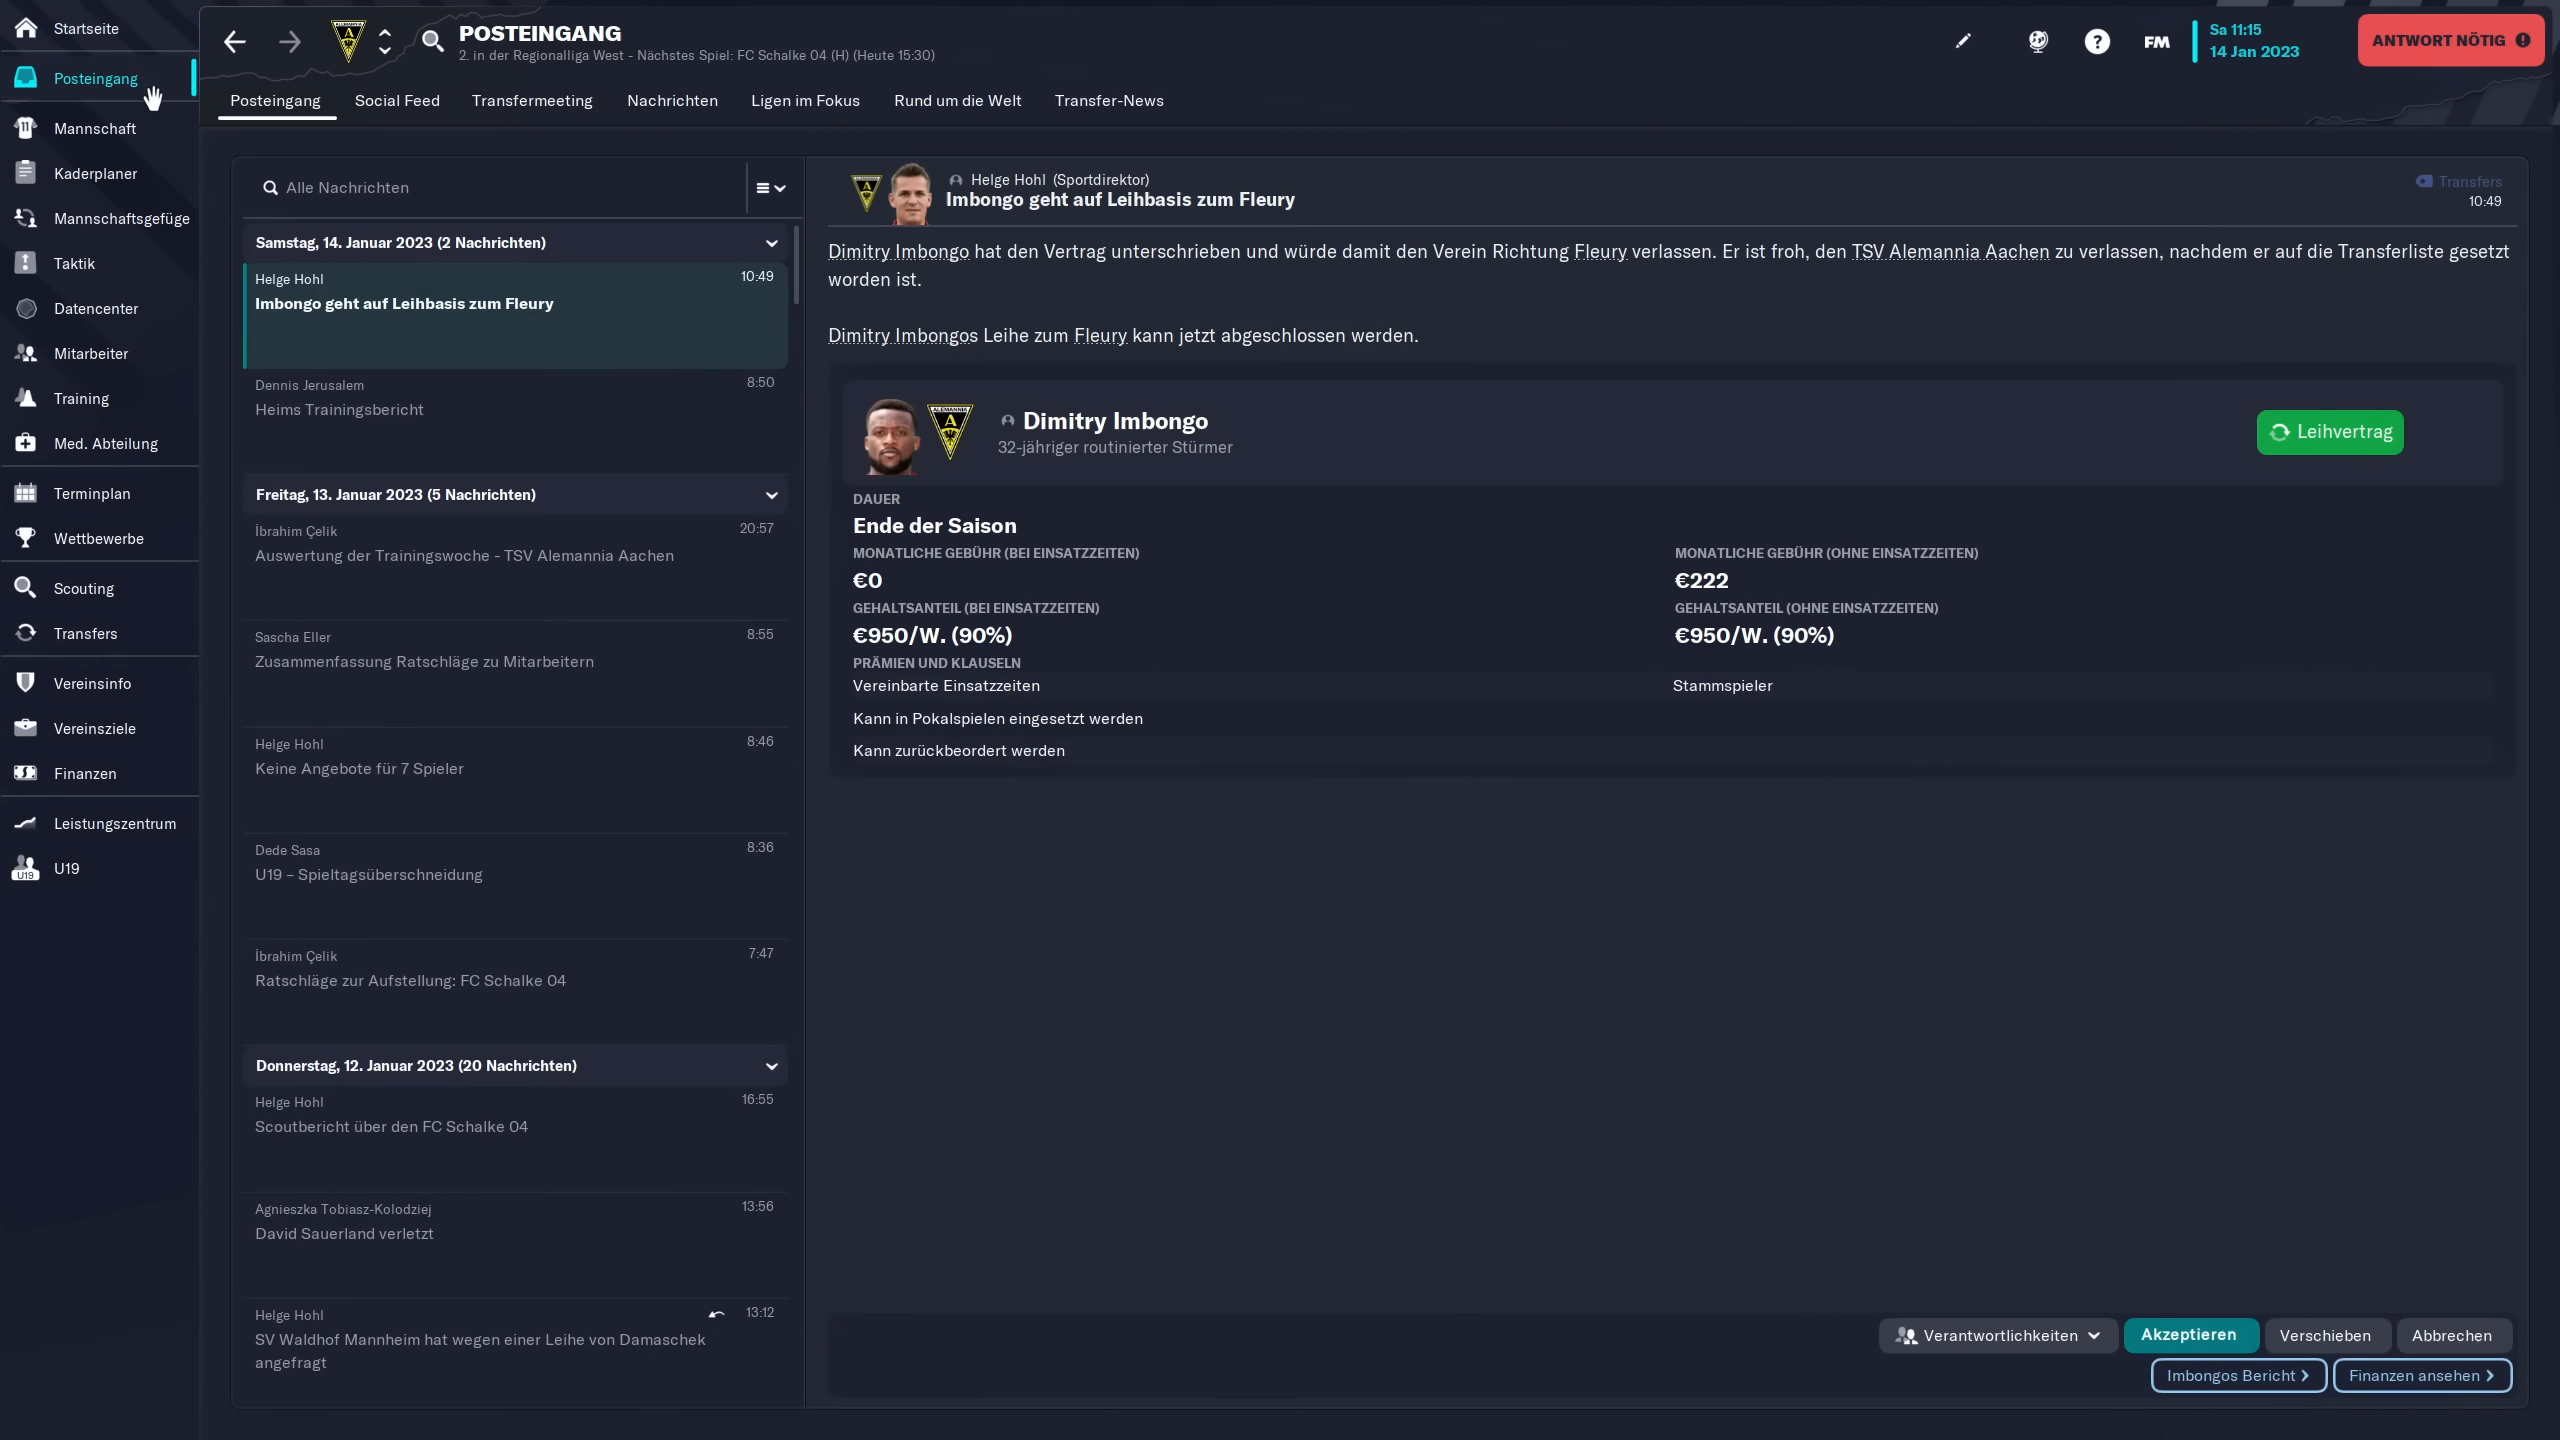 Startseite
Posteingang
Mannschaft
Kaderplaner
Mannschaftsgefüge
Taktik
Datencenter
Mitarbeiter
Training
Med. Abteilung
Terminplan
Wettbewerbe
Scouting
Transfers
Vereinsinfo
Vereinsziele
Finanzen
Leistungszentrum
U19
U19
POSTEINGANG
2. in der Regionalliga West - Nächstes Spiel: FC Schalke 04 (H) (Heute 15:30)
FM
Sa 11:15
14 Jan 2023
ANTWORT NÖTIG
Posteingang Social Feed Transfermeeting Nachrichten Ligen im Fokus Rund um die Welt Transfer-News
Alle Nachrichten
Samstag, 14. Januar 2023 (2 Nachrichten)
Helge Hohl 10:49
Imbongo geht auf Leihbasis zum Fleury
Dennis Jerusalem 8:50
Heims Trainingsbericht
Freitag, 13. Januar 2023 (5 Nachrichten)
İbrahim Çelik 20:57
Auswertung der Trainingswoche - TSV Alemannia Aachen
Sascha Eller 8:55
Zusammenfassung Ratschläge zu Mitarbeitern
Helge Hohl 8:46
Keine Angebote für 7 Spieler
Dede Sasa 8:36
U19 – Spieltagsüberschneidung
İbrahim Çelik 7:47
Ratschläge zur Aufstellung: FC Schalke 04
Donnerstag, 12. Januar 2023 (20 Nachrichten)
Helge Hohl 16:55
Scoutbericht über den FC Schalke 04
Agnieszka Tobiasz-Kolodziej 13:56
David Sauerland verletzt
Helge Hohl 13:12
SV Waldhof Mannheim hat wegen einer Leihe von Damaschek
angefragt
Helge Hohl (Sportdirektor)
Imbongo geht auf Leihbasis zum Fleury
Transfers
10:49
Dimitry Imbongo hat den Vertrag unterschrieben und würde damit den Verein Richtung Fleury verlassen. Er ist froh, den TSV Alemannia Aachen zu verlassen, nachdem er auf die Transferliste gesetzt
worden ist.
Dimitry Imbongos Leihe zum Fleury kann jetzt abgeschlossen werden.
ALEMANNIA
A
Dimitry Imbongo
32-jähriger routinierter Stürmer
Leihvertrag
DAUER
Ende der Saison
MONATLICHE GEBÜHR (BEI EINSATZZEITEN) MONATLICHE GEBÜHR (OHNE EINSATZZEITEN)
€0 €222
GEHALTSANTEIL (BEI EINSATZZEITEN) GEHALTSANTEIL (OHNE EINSATZZEITEN)
€950/W. (90%) €950/W. (90%)
PRÄMIEN UND KLAUSELN
Vereinbarte Einsatzzeiten Stammspieler
Kann in Pokalspielen eingesetzt werden
Kann zurückbeordert werden
Verantwortlichkeiten Akzeptieren Verschieben Abbrechen
Imbongos Bericht Finanzen ansehen